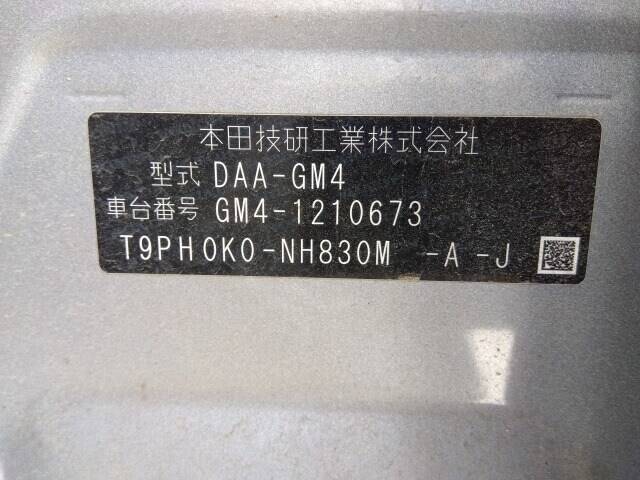 本田技研工業株式会社
型式 DAA-GM4
車台番号 GM4-1210673
T9PH0K0-NH830M -A -J